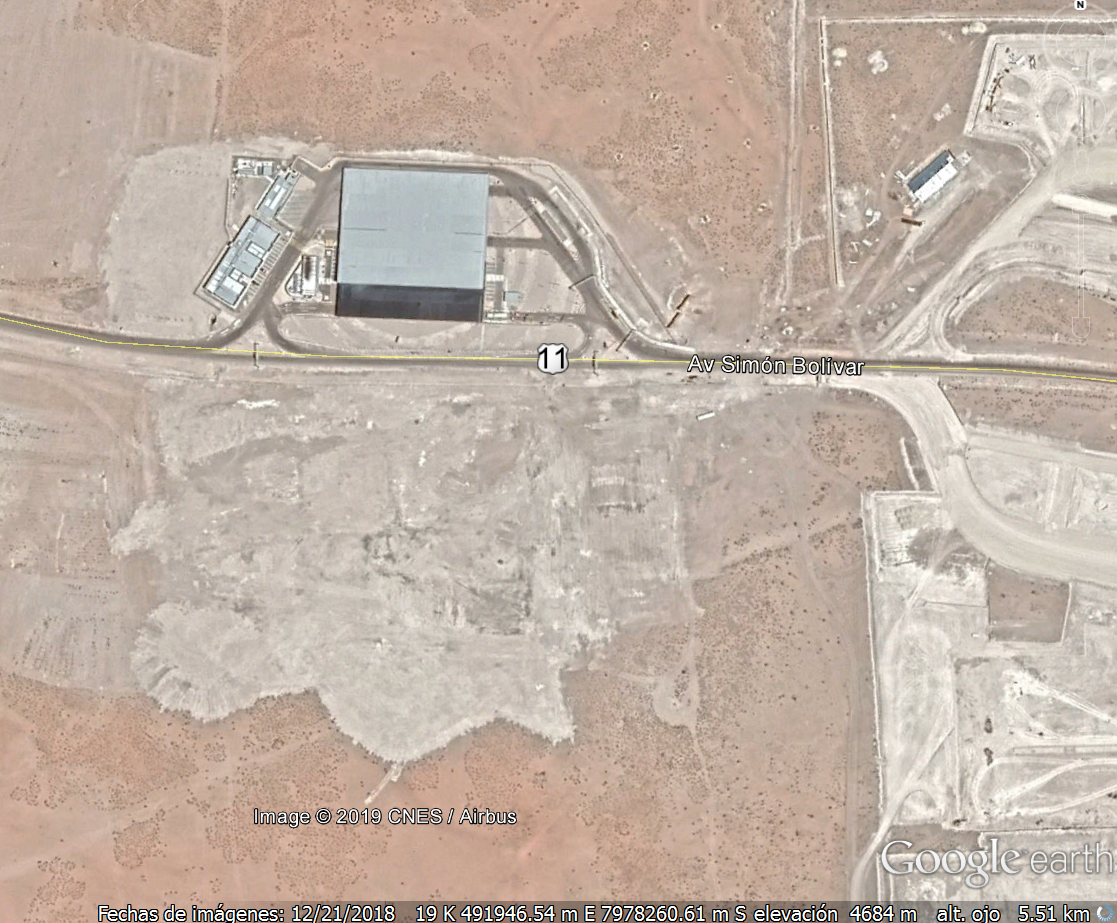 N
11
Av Simón Bolívar
Image © 2019 CNES / Airbus
Google earth
Fechas de imágenes: 12/21/2018 19 K 491946.54 m E 7978260.61 m S elevación 4684 m alt. ojo 5.51 km